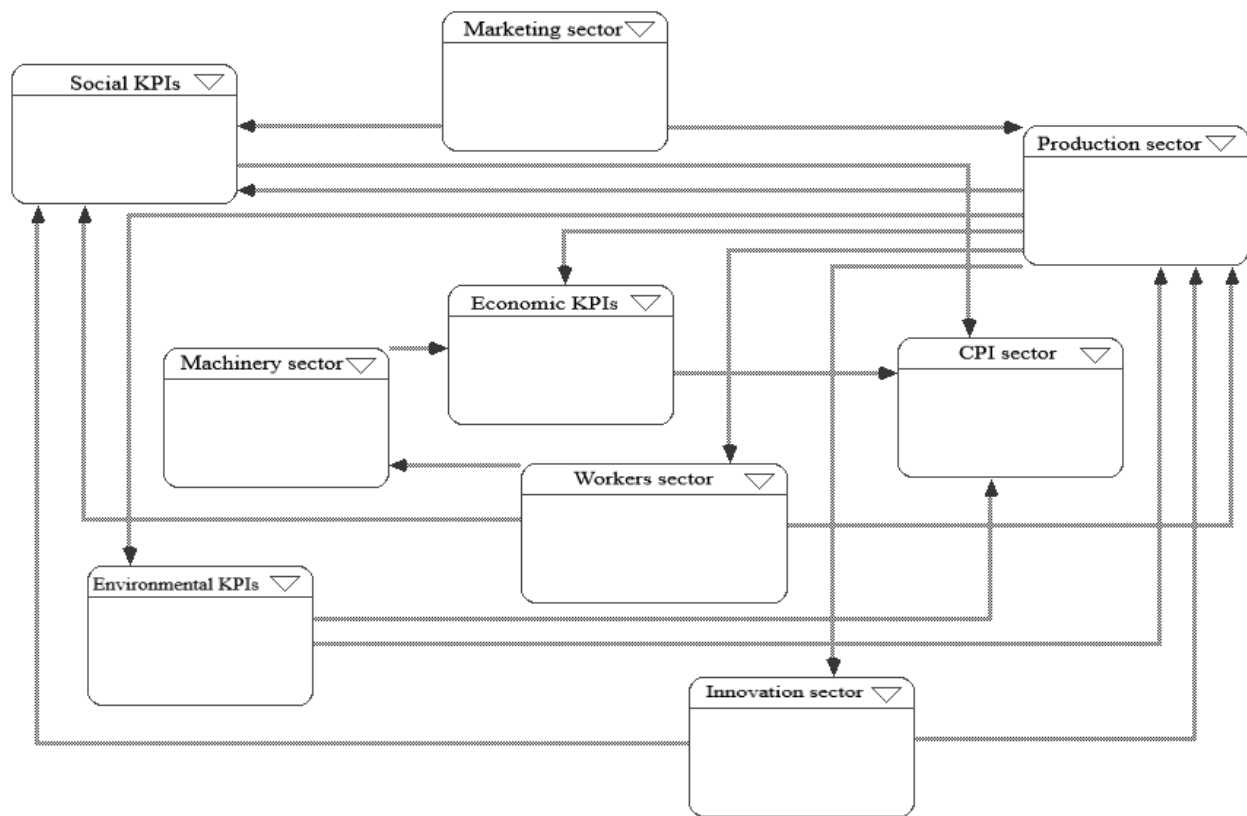 Marketing sector
Social KPIs
Production sector
Economic KPIs
CPI sector
Machinery sector
Workers sector
Environmental KPIs
Innovation sector